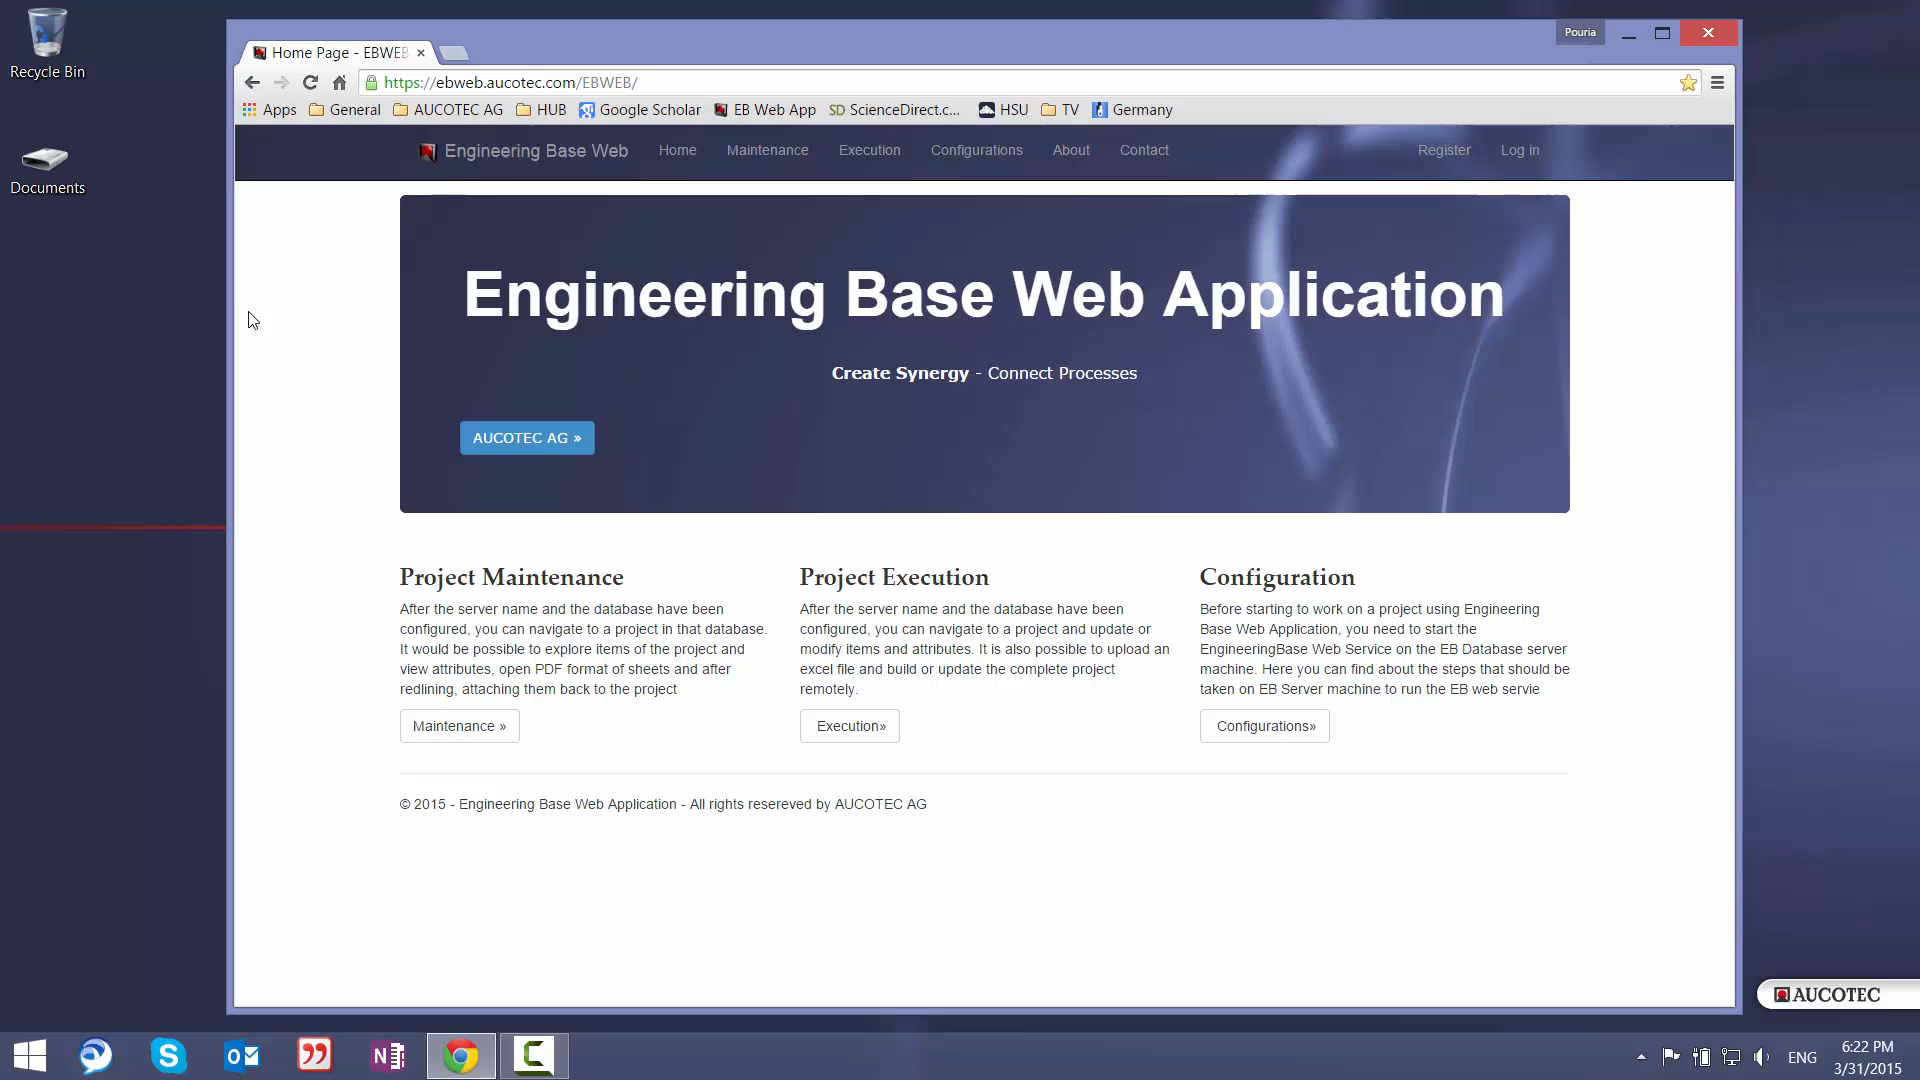 Recycle Bin
Documents
Pouria
Home Page - EBWEB
https://ebweb.aucotec.com/EBWEB/
Apps General AUCOTEC AG HUB Google Scholar EB Web App SD ScienceDirect.c... HSU TV Germany
Engineering Base Web Home Maintenance Execution Configurations About Contact Register Log in
Engineering Base Web Application
Create Synergy - Connect Processes
AUCOTEC AG »
Project Maintenance
After the server name and the database have been
configured, you can navigate to a project in that database.
It would be possible to explore items of the project and
view attributes, open PDF format of sheets and after
redlining, attaching them back to the project
Maintenance »
Project Execution
After the server name and the database have been
configured, you can navigate to a project and update or
modify items and attributes. It is also possible to upload an
excel file and build or update the complete project
remotely.
Execution»
Configuration
Before starting to work on a project using Engineering
Base Web Application, you need to start the
EngineeringBase Web Service on the EB Database server
machine. Here you can find about the steps that should be
taken on EB Server machine to run the EB web servie
Configurations»
© 2015 - Engineering Base Web Application - All rights resereved by AUCOTEC AG
AUCOTEC
ENG
6:22 PM
3/31/2015